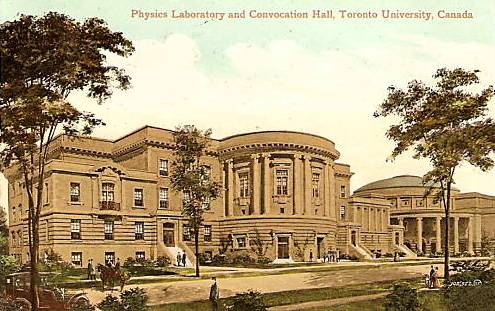 Physics Laboratory and Convocation Hall, Toronto University, Canada